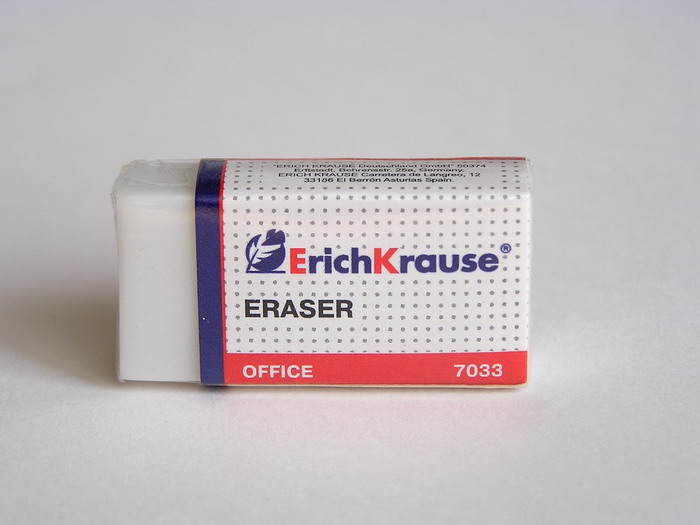 "ERICH KRAUSE Deutschland GmbH" 50374
Erftstadt, Bohrenstr. 25a, Germany.
ERICH KRAUSE Carretera de Langreo, 12
33186 El Berrón Asturias Spain.
ErichKrause®
ERASER
OFFICE 7033